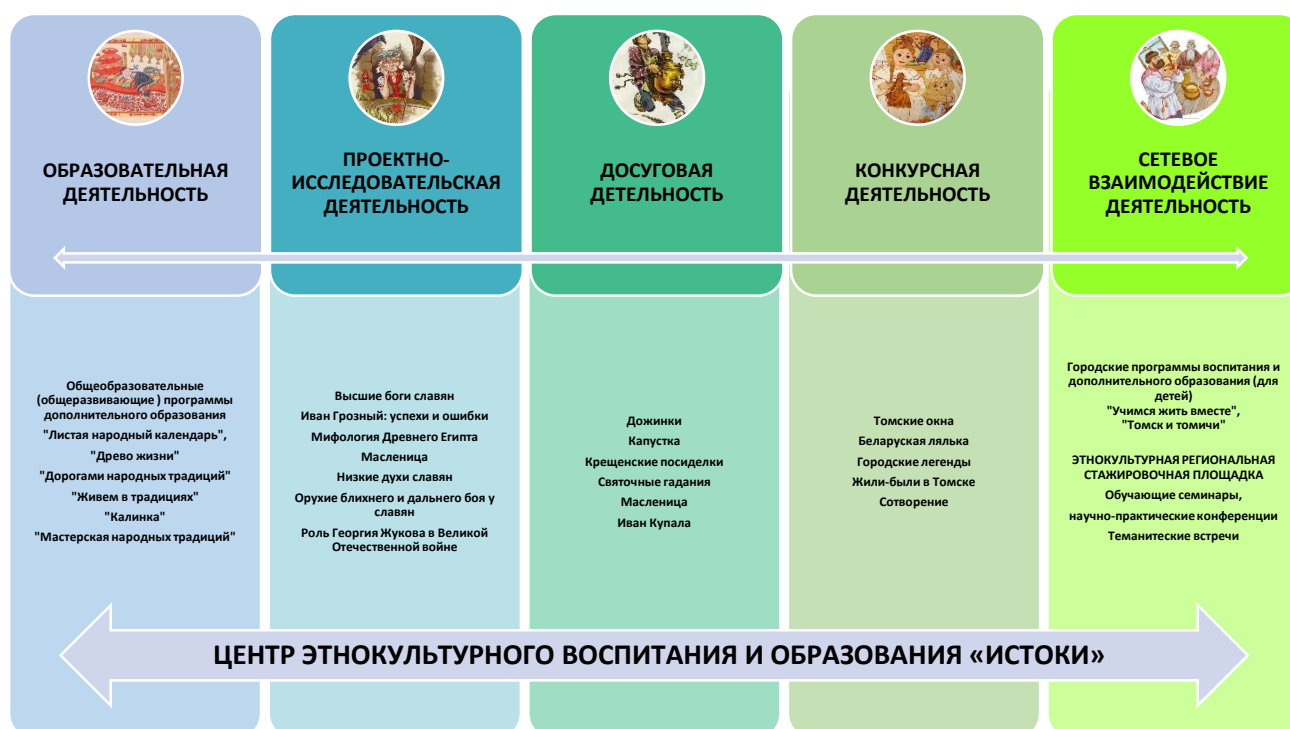 ОБРАЗОВАТЕЛЬНАЯ
ДЕЯТЕЛЬНОСТЬ
Общеобразовательные
(общеразвивающие ) программы
дополнительного образования
"Листая народный календарь",
"Древо жизни"
"Дорогами народных традиций"
"Живем в традициях"
"Калинка"
"Мастерская народных традиций"
ПРОЕКТНО-
ИССЛЕДОВАТЕЛЬСКАЯ
ДЕЯТЕЛЬНОСТЬ
Высшие боги славян
Иван Грозный: успехи и ошибки
Мифология Древнего Египта
Масленица
Низкие духи славян
Орухие ближнего и дальнего боя у
славян
Роль Георгия Жукова в Великой
Отечественной войне
ДОСУГОВАЯ
ДЕТЕЛЬНОСТЬ
Дожинки
Капустка
Крещенские посиделки
Святочные гадания
Масленица
Иван Купала
КОНКУРСНАЯ
ДЕЯТЕЛЬНОСТЬ
Томские окна
Беларуская лялька
Городские легенды
Жили-были в Томске
Сотворение
СЕТЕВОЕ
ВЗАИМОДЕЙСТВИЕ
ДЕЯТЕЛЬНОСТЬ
Городские программы воспитания и
дополнительного образования (для
детей)
"Учимся жить вместе",
"Томск и томичи"
ЭТНОКУЛЬТУРНАЯ РЕГИОНАЛЬНАЯ
СТАЖИРОВОЧНАЯ ПЛОЩАДКА
Обучающие семинары,
научно-практические конференции
Теманитеские встречи
ЦЕНТР ЭТНОКУЛЬТУРНОГО ВОСПИТАНИЯ И ОБРАЗОВАНИЯ «ИСТОКИ»